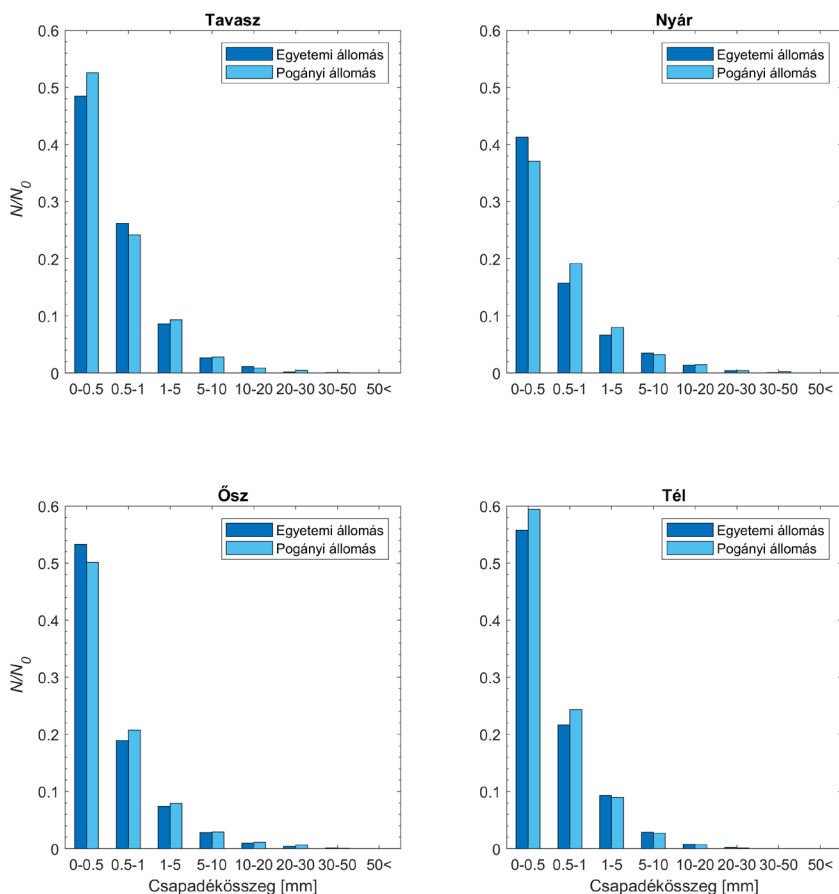 Tavasz
0.6
0.5
0.4
0.3
0.2
0.1
0
N/N0
Egyetemi állomás
Pogányi állomás
0-0.5 0.5-1 1-5 5-10 10-20 20-30 30-50 50<
Nyár
0.6
0.5
0.4
0.3
0.2
0.1
0
Egyetemi állomás
Pogányi állomás
0-0.5 0.5-1 1-5 5-10 10-20 20-30 30-50 50<
Ősz
0.6
0.5
0.4
0.3
0.2
0.1
0
N/N0
Egyetemi állomás
Pogányi állomás
0-0.5 0.5-1 1-5 5-10 10-20 20-30 30-50 50<
Csapadékösszeg [mm]
Tél
0.6
0.5
0.4
0.3
0.2
0.1
0
Egyetemi állomás
Pogányi állomás
0-0.5 0.5-1 1-5 5-10 10-20 20-30 30-50 50<
Csapadékösszeg [mm]